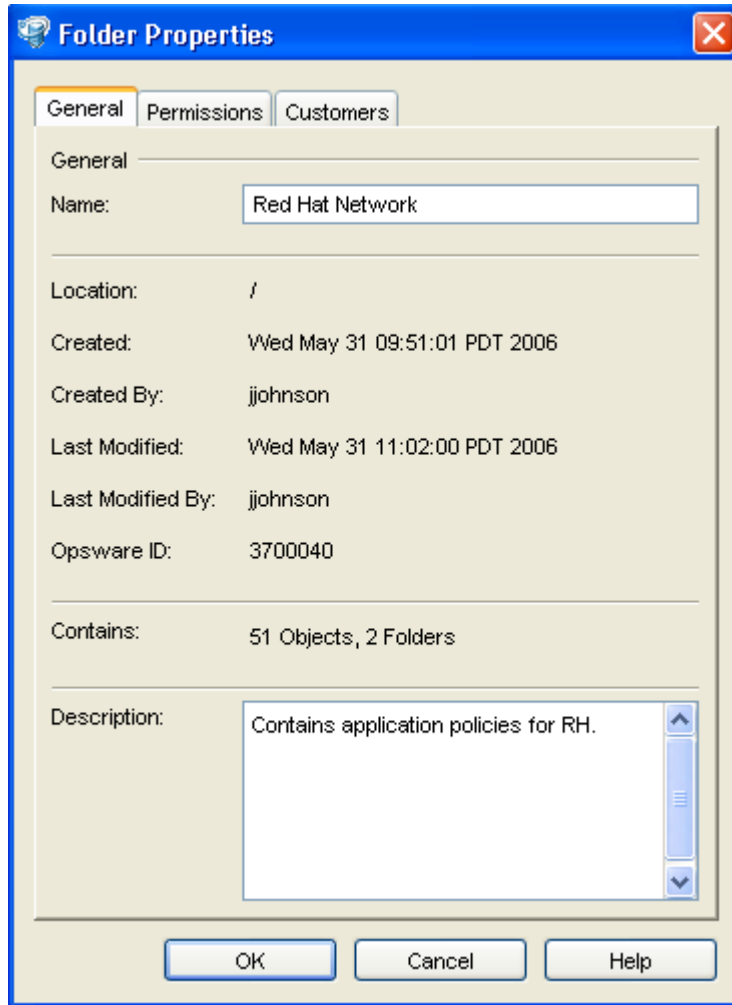 Folder Properties
General Permissions Customers
General
Name: Red Hat Network
Location: /
Created: Wed May 31 09:51:01 PDT 2006
Created By: jjohnson
Last Modified: Wed May 31 11:02:00 PDT 2006
Last Modified By: jjohnson
Opsware ID: 3700040
Contains: 51 Objects, 2 Folders
Description: Contains application policies for RH.
OK Cancel Help